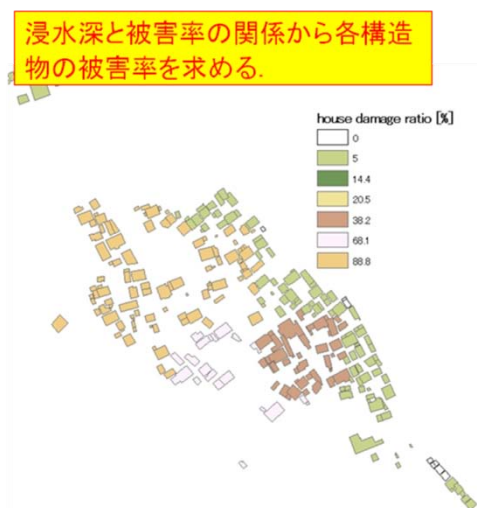 浸水深と被害率の関係から各構造
物の被害率を求める.
house damage ratio [%]
0
5
14.4
20.5
38.2
68.1
88.8